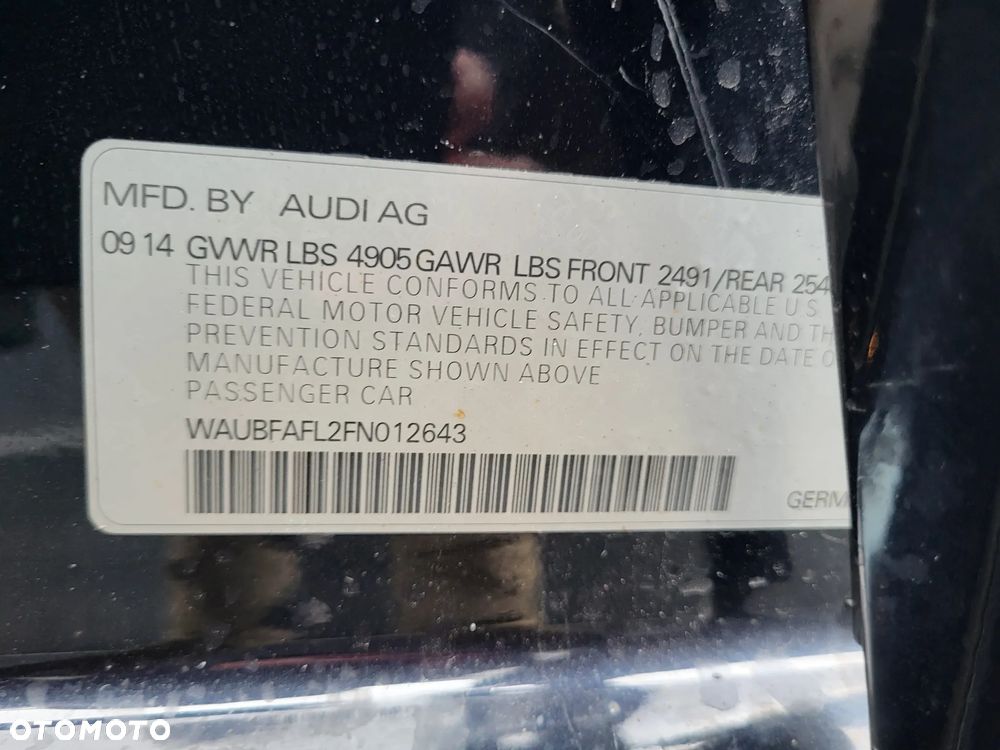 MFD. BY AUDI AG
09 14 GVWR LBS 4905 GAWR LBS FRONT 2491/REAR 254
THIS VEHICLE CONFORMS TO ALL APPLICABLE U.S.
FEDERAL MOTOR VEHICLE SAFETY, BUMPER AND TH
PREVENTION STANDARDS IN EFFECT ON THE DATE O
MANUFACTURE SHOWN ABOVE
PASSENGER CAR
WAUBFAFL2FN012643
GERM
OTOMOTO